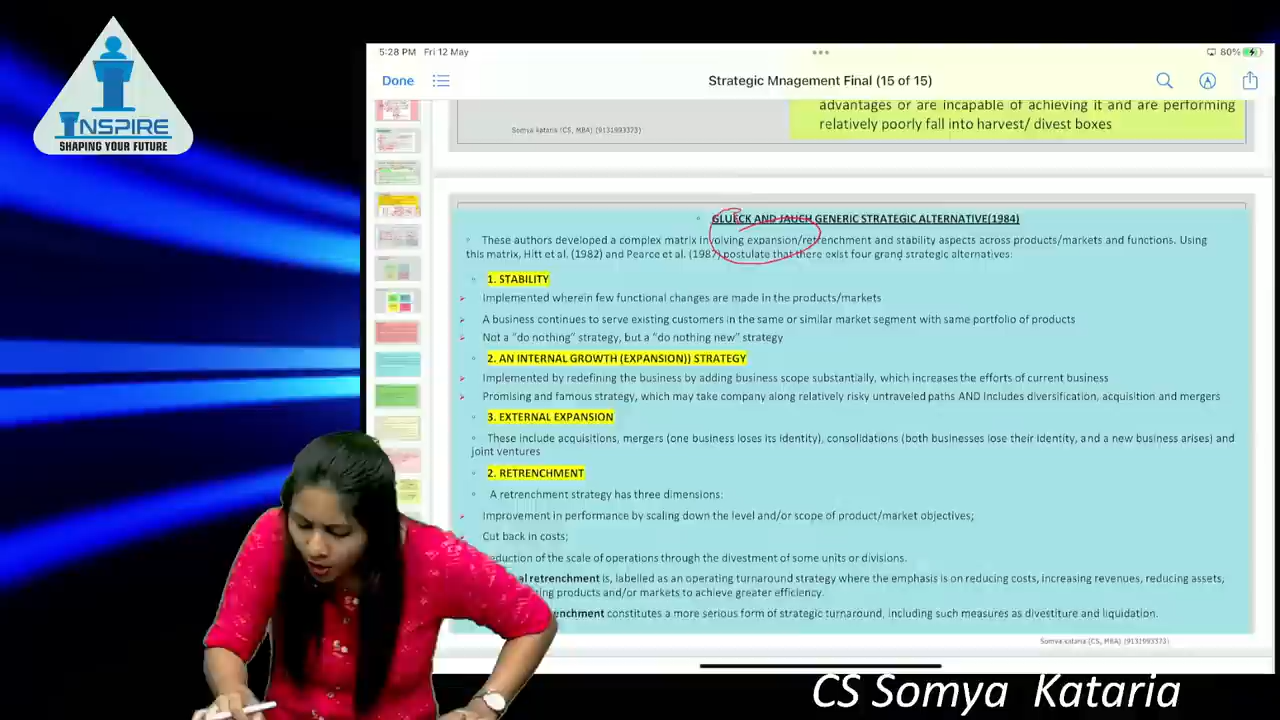 INSPIRE
SHAPING YOUR FUTURE
5:28 PM Fri 12 May
80%
Done
Strategic Mnagement Final (15 of 15)
advantages or are incapable of achieving it and are performing
relatively poorly fall into harvest/ divest boxes
Somya kataria (CS, MBA) (9131993373)
GLUECK AND JAUCH GENERIC STRATEGIC ALTERNATIVE(1984)
These authors developed a complex matrix involving expansion/retrenchment and stability aspects across products/markets and functions. Using
this matrix, Hitt et al. (1982) and Pearce et al. (1987) postulate that there exist four grand strategic alternatives:
1. STABILITY
Implemented wherein few functional changes are made in the products/markets
A business continues to serve existing customers in the same or similar market segment with same portfolio of products
Not a “do nothing” strategy, but a “do nothing new” strategy
2. AN INTERNAL GROWTH (EXPANSION)) STRATEGY
Implemented by redefining the business by adding business scope substantially, which increases the efforts of current business
Promising and famous strategy, which may take company along relatively risky untraveled paths AND Includes diversification, acquisition and mergers
3. EXTERNAL EXPANSION
These include acquisitions, mergers (one business loses its identity), consolidations (both businesses lose their identity, and a new business arises) and
joint ventures
2. RETRENCHMENT
A retrenchment strategy has three dimensions:
Improvement in performance by scaling down the level and/or scope of product/market objectives;
Cut back in costs;
eduction of the scale of operations through the divestment of some units or divisions.
al retrenchment is, labelled as an operating turnaround strategy where the emphasis is on reducing costs, increasing revenues, reducing assets,
ing products and/or markets to achieve greater efficiency.
enchment constitutes a more serious form of strategic turnaround, including such measures as divestiture and liquidation.
Somya kataria (CS, MBA) (9131993373)
CS Somya Kataria